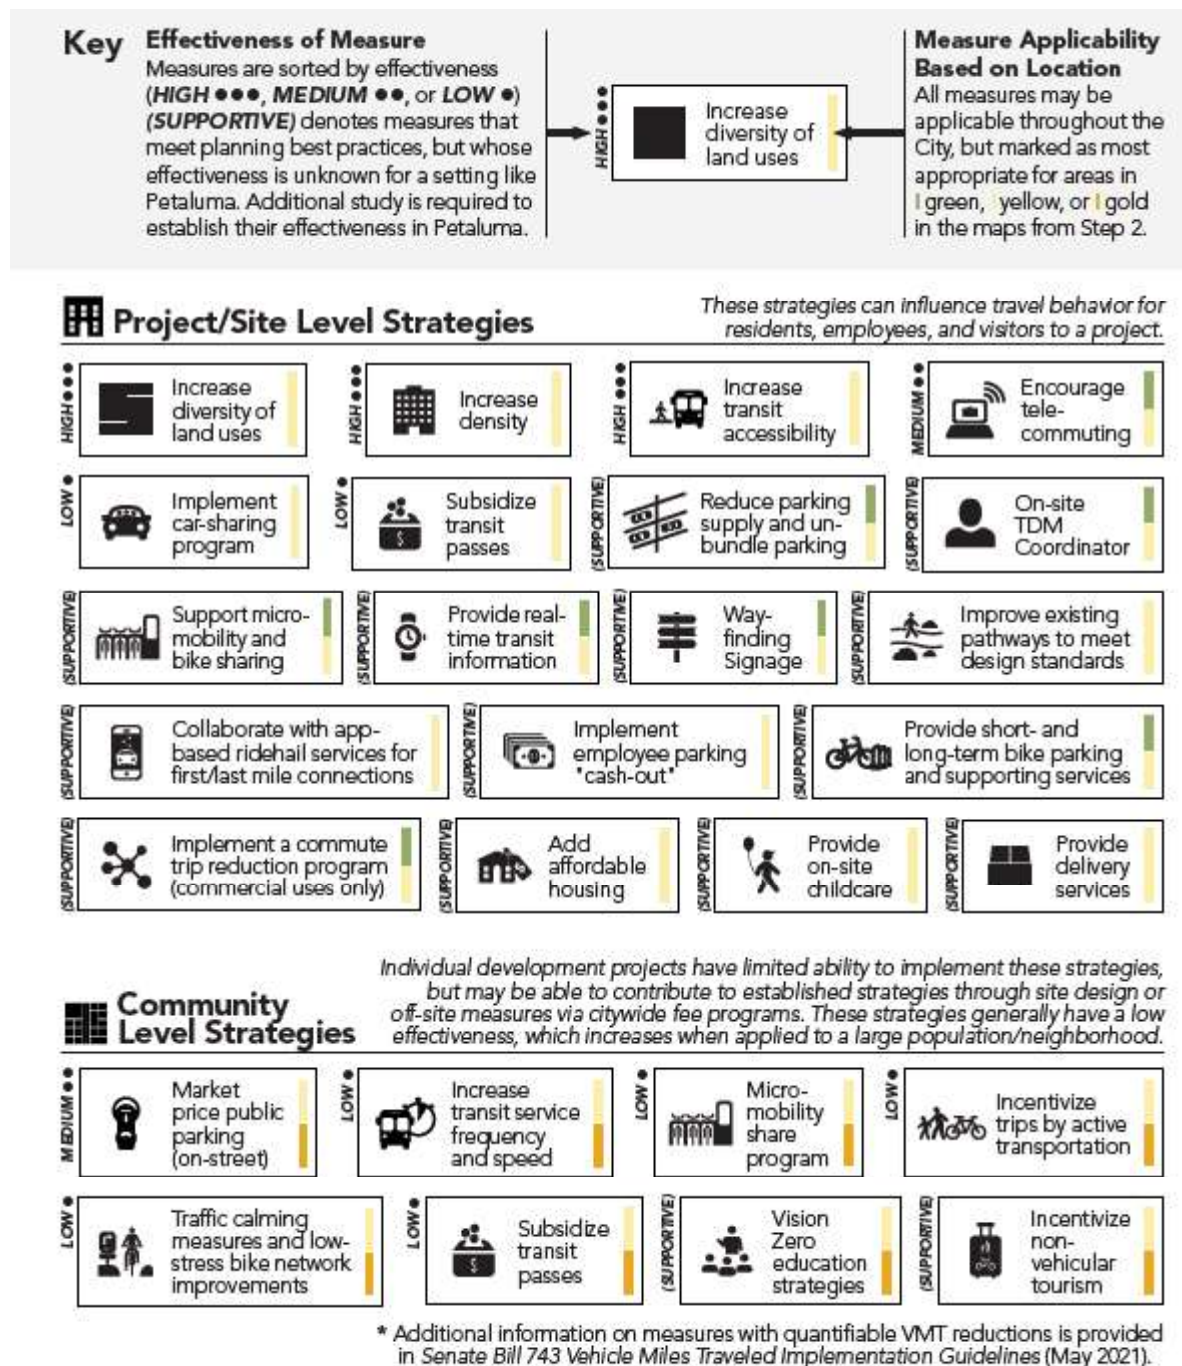 Key
Effectiveness of Measure
Measures are sorted by effectiveness
(HIGH ●●●, MEDIUM ●●, or LOW ●)
(SUPPORTIVE) denotes measures that
meet planning best practices, but whose
effectiveness is unknown for a setting like
Petaluma. Additional study is required to
establish their effectiveness in Petaluma.
HIGH ●●●
Increase
diversity of
land uses
Measure Applicability
Based on Location
All measures may be
applicable throughout the
City, but marked as most
appropriate for areas in
green, yellow, or gold
in the maps from Step 2.
Project/Site Level Strategies
These strategies can influence travel behavior for
residents, employees, and visitors to a project.
HIGH ●●●
Increase
diversity of
land uses
HIGH ●●●
Increase
density
HIGH ●●●
Increase
transit
accessibility
MEDIUM ●●
Encourage
tele-
commuting
LOW ●
Implement
car-sharing
program
LOW ●
Subsidize
transit
passes
$
(SUPPORTIVE)
Reduce parking
supply and un-
bundle parking
(SUPPORTIVE)
On-site
TDM
Coordinator
(SUPPORTIVE)
Support micro-
mobility and
bike sharing
(SUPPORTIVE)
Provide real-
time transit
information
(SUPPORTIVE)
Way-
finding
Signage
(SUPPORTIVE)
Improve existing
pathways to meet
design standards
(SUPPORTIVE)
Collaborate with app-
based ridehail services for
first/last mile connections
(SUPPORTIVE)
Implement
employee parking
"cash-out"
(SUPPORTIVE)
Provide short- and
long-term bike parking
and supporting services
(SUPPORTIVE)
Implement a commute
trip reduction program
(commercial uses only)
(SUPPORTIVE)
Add
affordable
housing
(SUPPORTIVE)
Provide
on-site
childcare
(SUPPORTIVE)
Provide
delivery
services
Community
Level Strategies
Individual development projects have limited ability to implement these strategies,
but may be able to contribute to established strategies through site design or
off-site measures via citywide fee programs. These strategies generally have a low
effectiveness, which increases when applied to a large population/neighborhood.
MEDIUM ●●
Market
price public
parking
(on-street)
LOW ●
Increase
transit service
frequency
and speed
LOW ●
Micro-
mobility
share
program
LOW ●
Incentivize
trips by active
transportation
LOW ●
Traffic calming
measures and low-
stress bike network
improvements
LOW ●
Subsidize
transit
passes
$
(SUPPORTIVE)
Vision
Zero
education
strategies
(SUPPORTIVE)
Incentivize
non-
vehicular
tourism
* Additional information on measures with quantifiable VMT reductions is provided
in Senate Bill 743 Vehicle Miles Traveled Implementation Guidelines (May 2021).